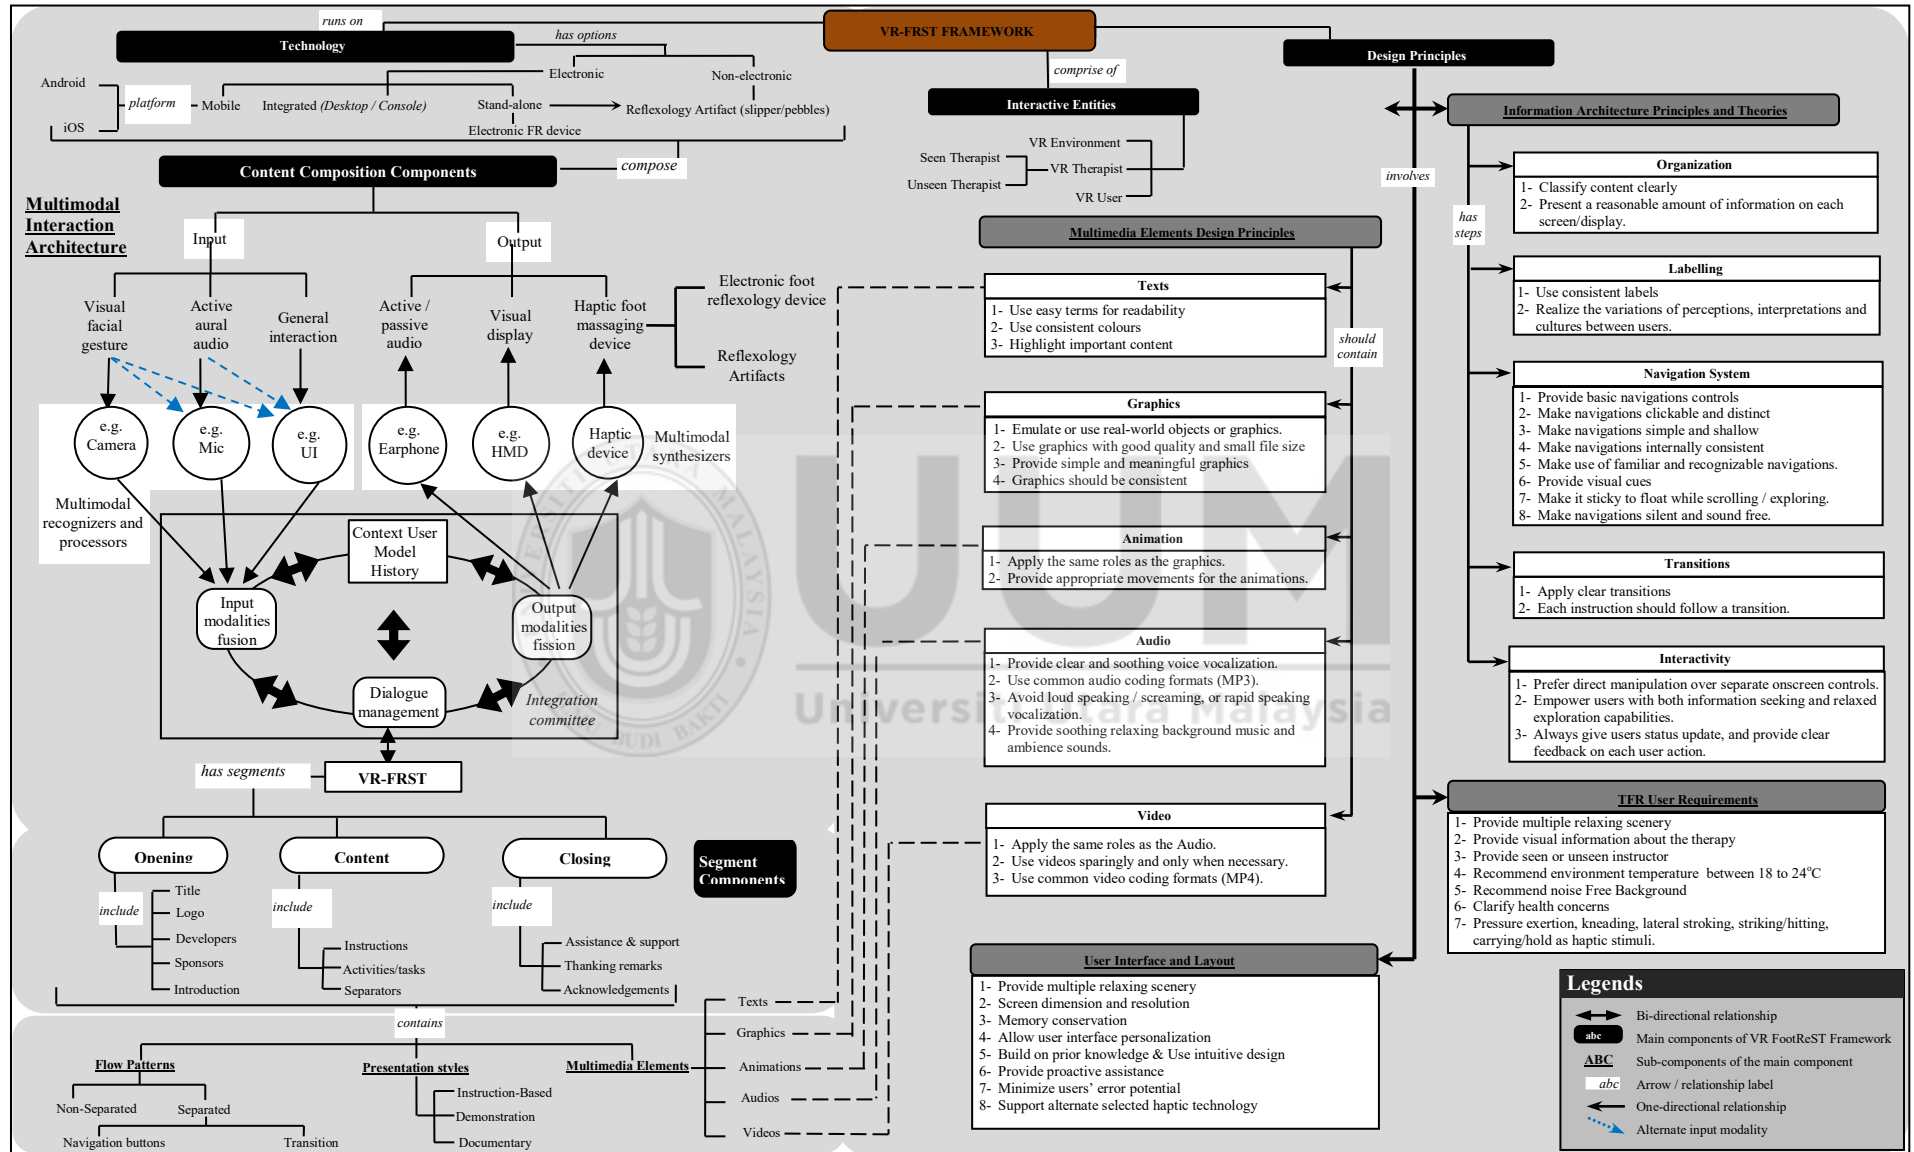 runs on
VR-FRST FRAMEWORK
Technology
has options
Design Principles
Electronic
Non-electronic
comprise of
Android
platform
Mobile
Integrated (Desktop / Console)
Stand-alone
Reflexology Artifact (slipper/pebbles)
iOS
Electronic FR device
Interactive Entities
Information Architecture Principles and Theories
VR Environment
Seen Therapist
VR Therapist
Unseen Therapist
VR User
Content Composition Components
compose
involves
Multimodal
Interaction
Architecture
Input
Output
Visual
facial
gesture
Active
aural
audio
General
interaction
Active /
passive
audio
Visual
display
Haptic foot
massaging
device
Electronic foot
reflexology device
Reflexology
Artifacts
e.g.
Camera
e.g.
Mic
e.g.
UI
e.g.
Earphone
e.g.
HMD
Haptic
device
Multimodal
synthesizers
Multimodal
recognizers and
processors
Context User
Model
History
Input
modalities
fusion
Output
modalities
fission
Dialogue
management
Integration
committee
VR-FRST
has segments
Opening
Content
Closing
Segment
Components
include
Title
Logo
Developers
Sponsors
Introduction
include
Instructions
Activities/tasks
Separators
include
Assistance & support
Thanking remarks
Acknowledgements
contains
Flow Patterns
Non-Separated
Separated
Navigation buttons
Transition
Presentation styles
Instruction-Based
Demonstration
Documentary
Multimedia Elements
Texts
Graphics
Animations
Audios
Videos
Multimedia Elements Design Principles
should
contain
Texts
1- Use easy terms for readability
2- Use consistent colours
3- Highlight important content
Graphics
1- Emulate or use real-world objects or graphics.
2- Use graphics with good quality and small file size
3- Provide simple and meaningful graphics
4- Graphics should be consistent
Animation
1- Apply the same roles as the graphics.
2- Provide appropriate movements for the animations.
Audio
1- Provide clear and soothing voice vocalization.
2- Use common audio coding formats (MP3).
3- Avoid loud speaking / screaming, or rapid speaking
vocalization.
4- Provide soothing relaxing background music and
ambience sounds.
Video
1- Apply the same roles as the Audio.
2- Use videos sparingly and only when necessary.
3- Use common video coding formats (MP4).
User Interface and Layout
1- Provide multiple relaxing scenery
2- Screen dimension and resolution
3- Memory conservation
4- Allow user interface personalization
5- Build on prior knowledge & Use intuitive design
6- Provide proactive assistance
7- Minimize users' error potential
8- Support alternate selected haptic technology
has
steps
Organization
1- Classify content clearly
2- Present a reasonable amount of information on each
screen/display.
Labelling
1- Use consistent labels
2- Realize the variations of perceptions, interpretations and
cultures between users.
Navigation System
1- Provide basic navigations controls
2- Make navigations clickable and distinct
3- Make navigations simple and shallow
4- Make navigations internally consistent
5- Make use of familiar and recognizable navigations.
6- Provide visual cues
7- Make it sticky to float while scrolling / exploring.
8- Make navigations silent and sound free.
Transitions
1- Apply clear transitions
2- Each instruction should follow a transition.
Interactivity
1- Prefer direct manipulation over separate onscreen controls.
2- Empower users with both information seeking and relaxed
exploration capabilities.
3- Always give users status update, and provide clear
feedback on each user action.
TFR User Requirements
1- Provide multiple relaxing scenery
2- Provide visual information about the therapy
3- Provide seen or unseen instructor
4- Recommend environment temperature between 18 to 24°C
5- Recommend noise Free Background
6- Clarify health concerns
7- Pressure exertion, kneading, lateral stroking, striking/hitting,
carrying/hold as haptic stimuli.
Legends
Bi-directional relationship
abc
Main components of VR FootReST Framework
ABC
Sub-components of the main component
abc
Arrow / relationship label
One-directional relationship
Alternate input modality
UUM
Universiti Utara Malaysia
UNIVERSITI UTARA MALAYSIA
ILMU BUDI BAKTI